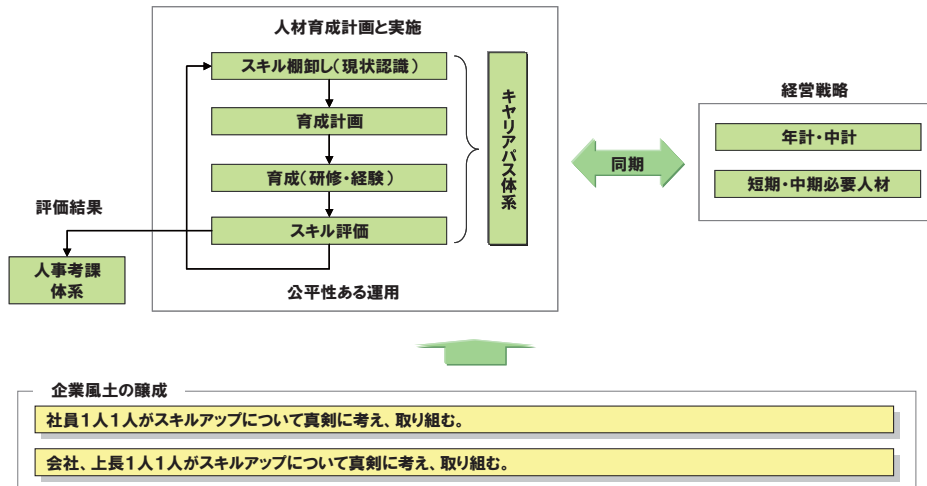 人材育成計画と実施
スキル棚卸し(現状認識)
育成計画
育成(研修・経験)
スキル評価
キャリアパス体系
公平性ある運用
評価結果
人事考課
体系
同期
経営戦略
年計・中計
短期・中期必要人材
企業風土の醸成
社員1人1人がスキルアップについて真剣に考え、取り組む。
会社、上長1人1人がスキルアップについて真剣に考え、取り組む。